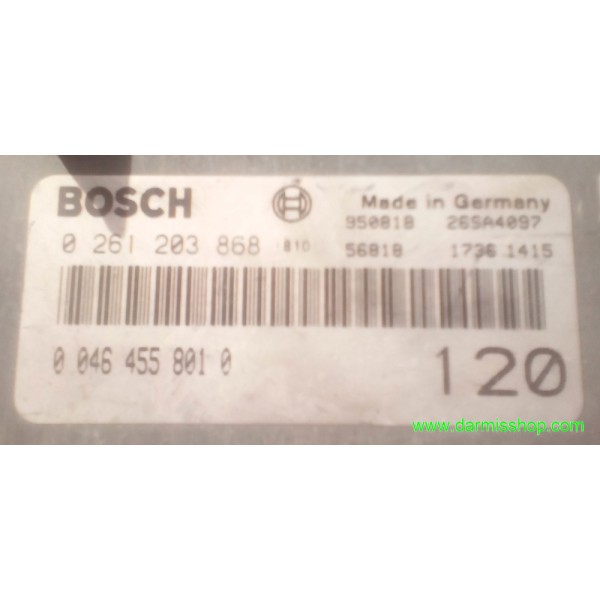 BOSCH Made in Germany
950818 26SA4097
0 261 203 868 810 56818 1736 1415
0 046 455 801 0 120
www.darmisshop.com